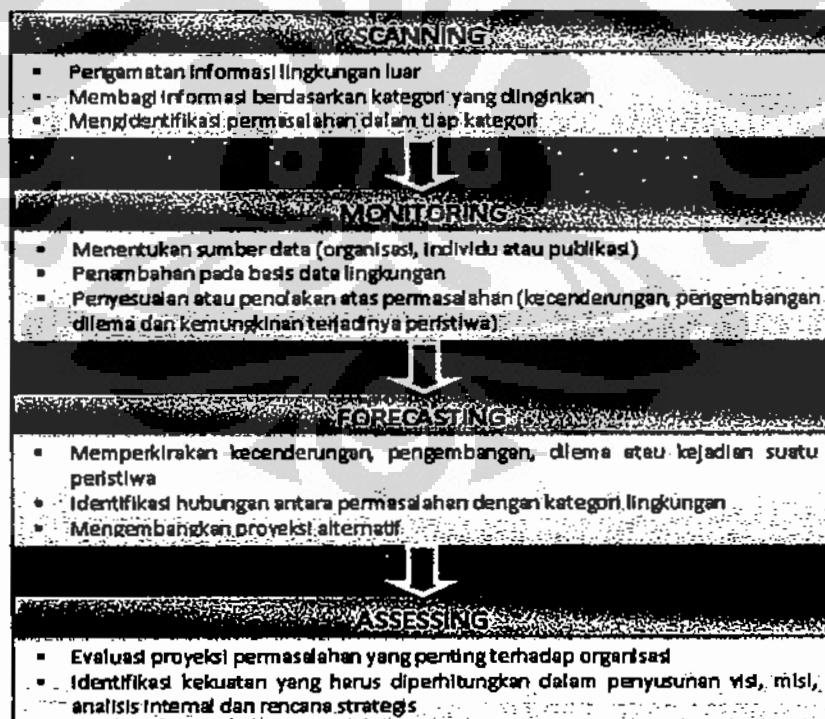 SCANNING
Pengamatan informasi lingkungan luar
Membagi informasi berdasarkan kategori yang diinginkan
Mengidentifikasi permasalahan dalam tiap kategori
MONITORING
Menentukan sumber data (organisasi, individu atau publikasi)
Penambahan pada basis data lingkungan
Penyesuaian atau penolakan atas permasalahan (kecenderungan, pengembangan
dilema dan kemungkinan terjadinya peristiwa)
FORECASTING
Memperkirakan kecenderungan, pengembangan, dilema atau kejadian suatu
peristiwa
Identifikasi hubungan antara permasalahan dengan kategori lingkungan
Mengembangkan proyeksi alternatif
ASSESSING
Evaluasi proyeksi permasalahan yang penting terhadap organisasi
Identifikasi kekuatan yang harus diperhitungkan dalam penyusunan visi, misi,
analisis internal dan rencana strategis